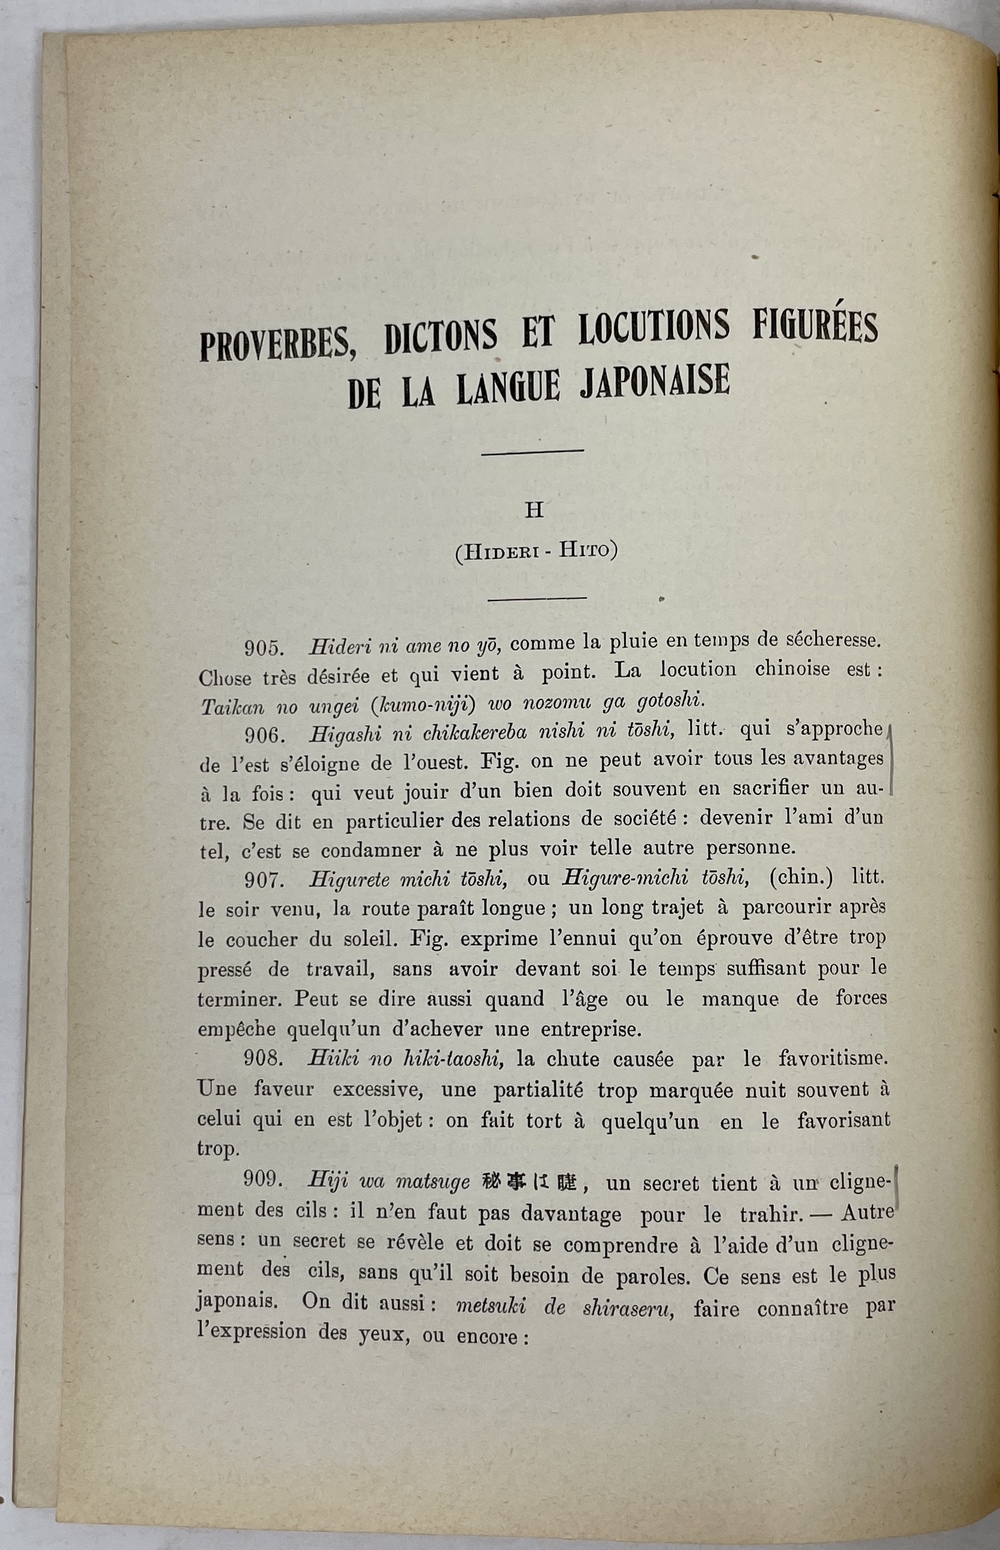 PROVERBES, DICTONS ET LOCUTIONS FIGURÉES
DE LA LANGUE JAPONAISE
H
(HIDERI - HITO)
905. Hideri ni ame no yō, comme la pluie en temps de sécheresse.
Chose très désirée et qui vient à point. La locution chinoise est :
Taikan no ungei (kumo-niji) wo nozomu ga gotoshi.
906. Higashi ni chikakereba nishi ni tōshi, litt. qui s'approche
de l'est s'éloigne de l'ouest. Fig. on ne peut avoir tous les avantages
à la fois : qui veut jouir d'un bien doit souvent en sacrifier un au-
tre. Se dit en particulier des relations de société : devenir l'ami d'un
tel, c'est se condamner à ne plus voir telle autre personne.
907. Higurete michi tōshi, ou Higure-michi tōshi, (chin.) litt.
le soir venu, la route paraît longue ; un long trajet à parcourir après
le coucher du soleil. Fig. exprime l'ennui qu'on éprouve d'être trop
pressé de travail, sans avoir devant soi le temps suffisant pour le
terminer. Peut se dire aussi quand l'âge ou le manque de forces
empêche quelqu'un d'achever une entreprise.
908. Hiiki no hiki-taoshi, la chute causée par le favoritisme.
Une faveur excessive, une partialité trop marquée nuit souvent à
celui qui en est l'objet : on fait tort à quelqu'un en le favorisant
trop.
909. Hiji wa matsuge 秘事は睫, un secret tient à un cligne-
ment des cils : il n'en faut pas davantage pour le trahir. — Autre
sens : un secret se révèle et doit se comprendre à l'aide d'un cligne-
ment des cils, sans qu'il soit besoin de paroles. Ce sens est le plus
japonais. On dit aussi : metsuki de shiraseru, faire connaître par
l'expression des yeux, ou encore :